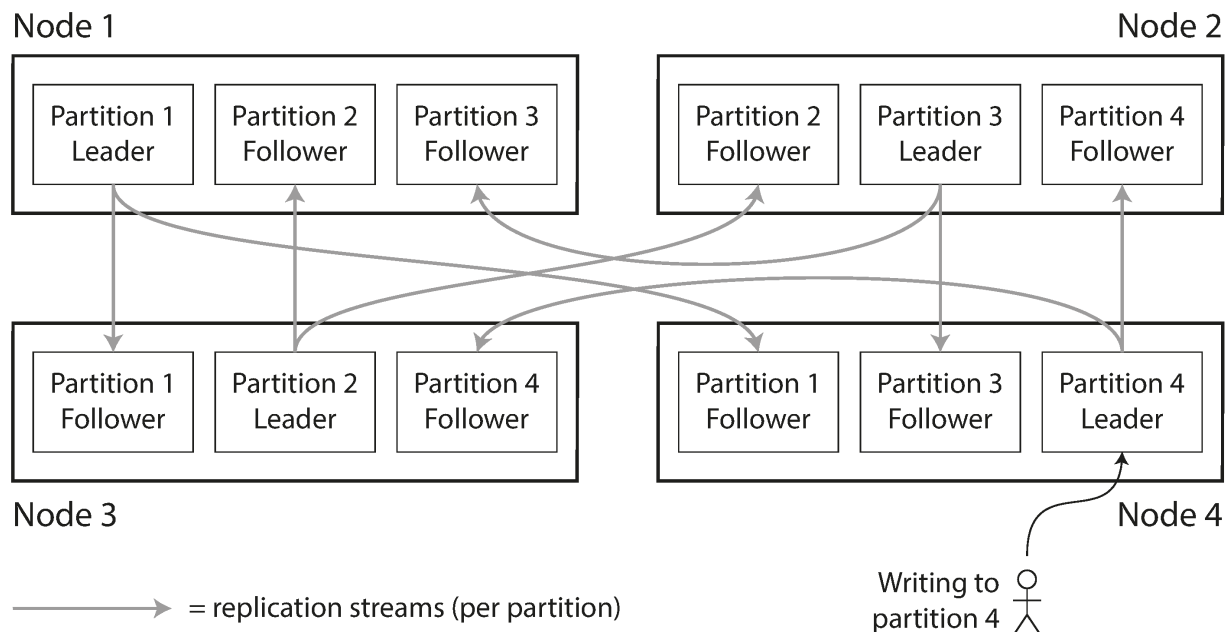 Node 1
Node 2
Partition 1
Leader
Partition 2
Follower
Partition 3
Follower
Partition 2
Follower
Partition 3
Leader
Partition 4
Follower
Partition 1
Follower
Partition 2
Leader
Partition 4
Follower
Partition 1
Follower
Partition 3
Follower
Partition 4
Leader
Node 3
Node 4
= replication streams (per partition)
Writing to
partition 4